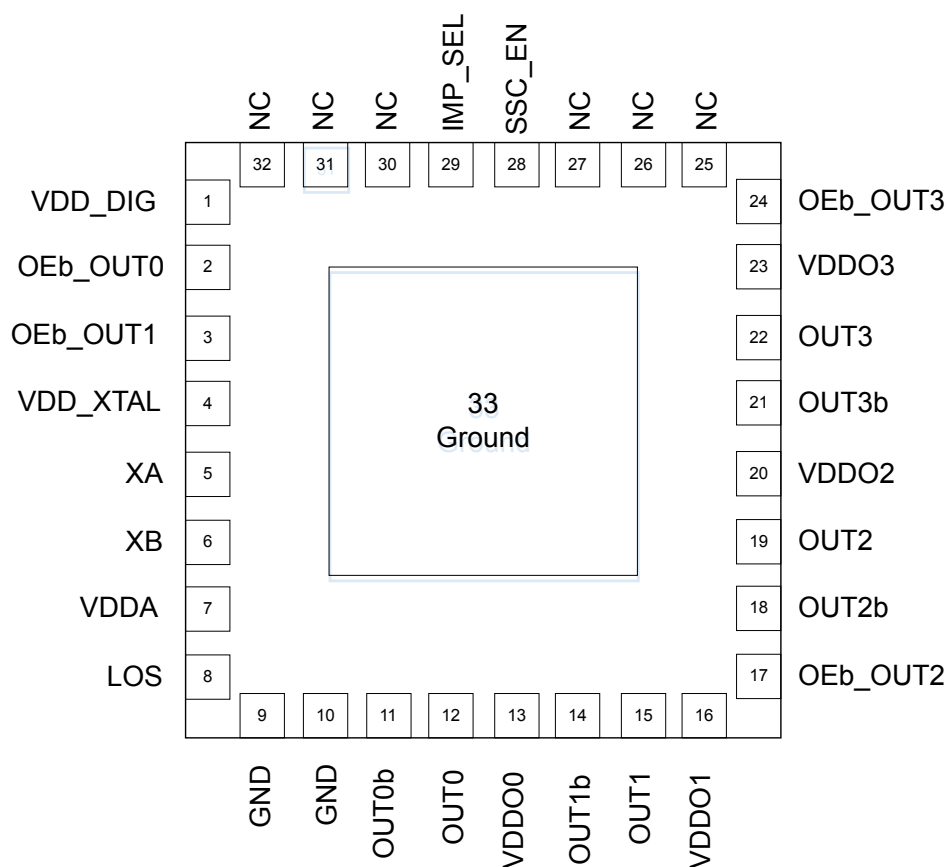 IMP_SEL
SSC_EN
NC
NC
NC
NC
NC
NC
32
31
30
29
28
27
26
25
VDD_DIG
1
24
OEb_OUT3
OEb_OUT0
2
23
VDDO3
OEb_OUT1
3
22
OUT3
VDD_XTAL
4
21
OUT3b
33
Ground
XA
5
20
VDDO2
XB
6
19
OUT2
VDDA
7
18
OUT2b
LOS
8
17
OEb_OUT2
9
10
11
12
13
14
15
16
GND
GND
OUT0b
OUT0
VDDO0
OUT1b
OUT1
VDDO1